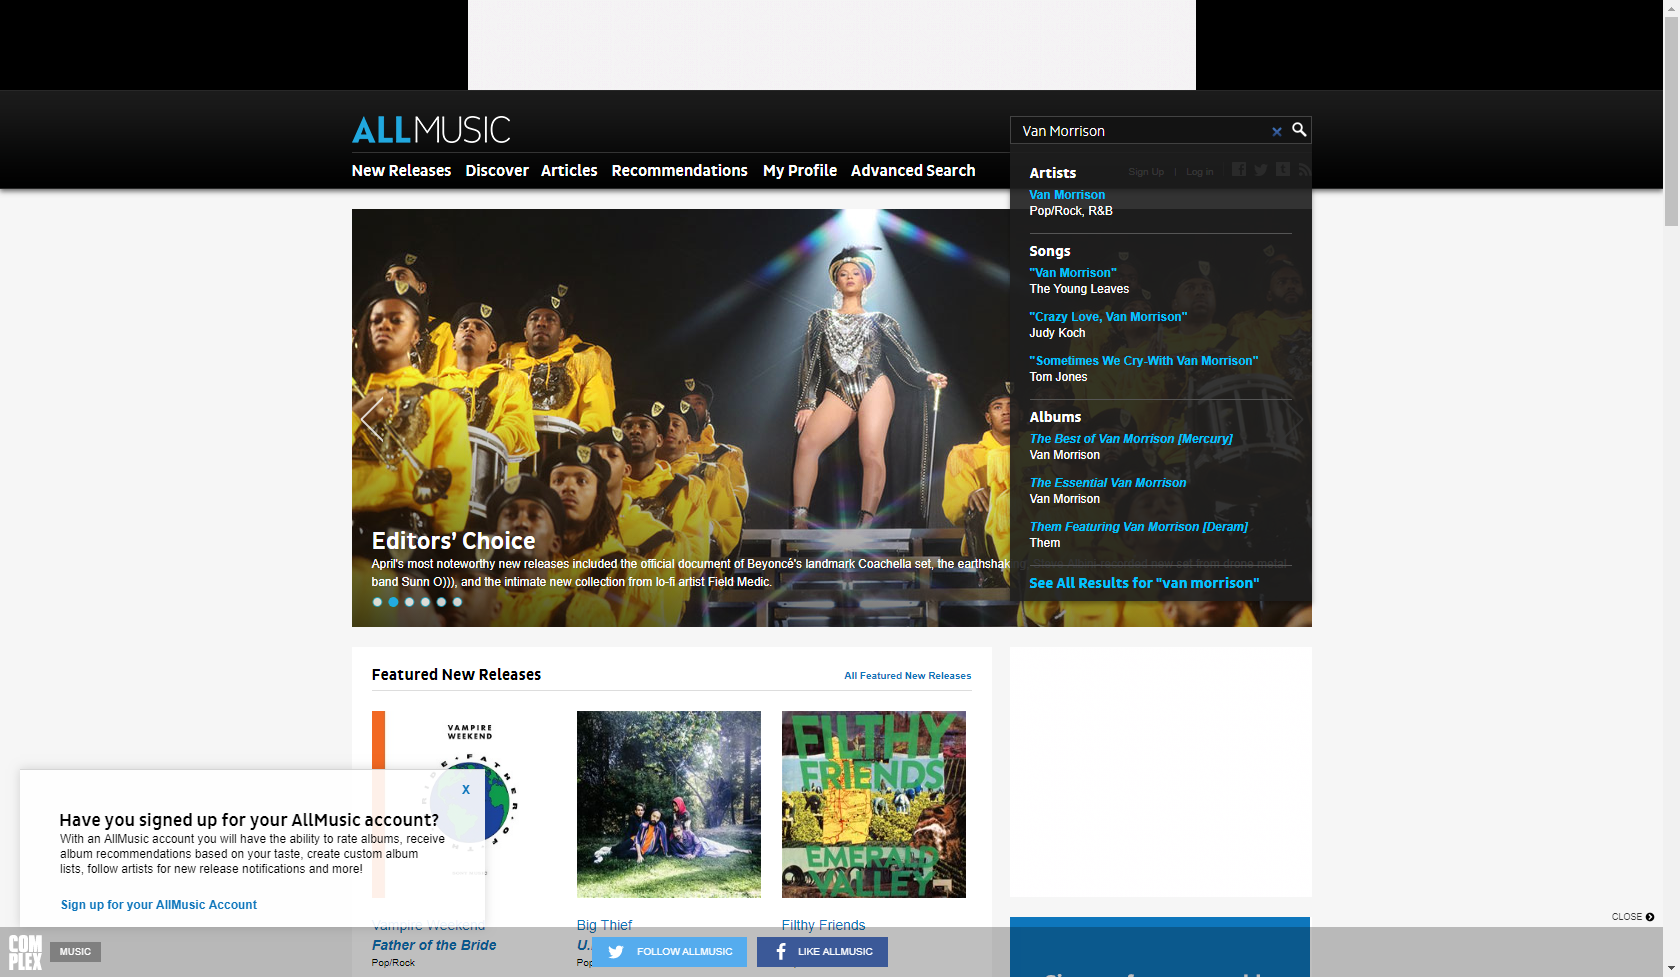 ALLMUSIC
Van Morrison
New Releases
Discover
Articles
Recommendations
My Profile
Advanced Search
Sign Up | Log in
Artists
Van Morrison
Pop/Rock, R&B
Songs
"Van Morrison"
The Young Leaves
"Crazy Love, Van Morrison"
Judy Koch
"Sometimes We Cry-With Van Morrison"
Tom Jones
Albums
The Best of Van Morrison [Mercury]
Van Morrison
The Essential Van Morrison
Van Morrison
Them Featuring Van Morrison [Deram]
Them
See All Results for "van morrison"
Editors' Choice
April's most noteworthy new releases included the official document of Beyoncé's landmark Coachella set, the earthshak
new set from drone metal
band Sunn O))), and the intimate new collection from lo-fi artist Field Medic.
Featured New Releases
All Featured New Releases
VAMPIRE
WEEKEND
FILTHY
FRIENDS
EMERALD
VALLEY
X
Have you signed up for your AllMusic account?
With an AllMusic account you will have the ability to rate albums, receive
album recommendations based on your taste, create custom album
lists, follow artists for new release notifications and more!
Sign up for your AllMusic Account
Vampire Weekend
Father of the Bride
Pop/Rock
Big Thief
U..
Filthy Friends
CLOSE
COMPLEX
MUSIC
FOLLOW ALLMUSIC
LIKE ALLMUSIC